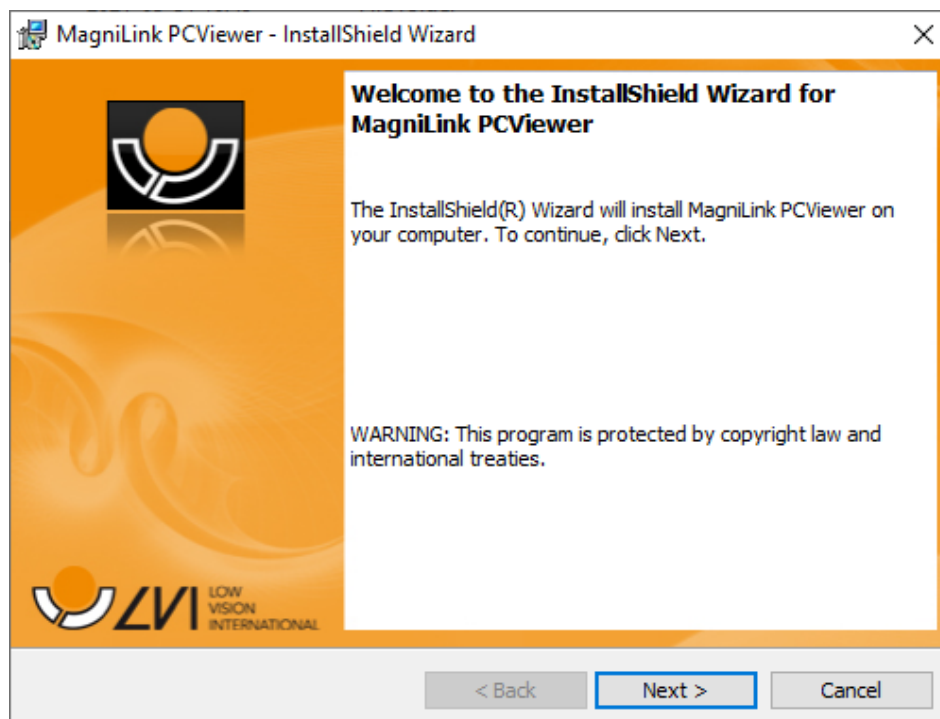 MagniLink PCViewer - InstallShield Wizard
Welcome to the InstallShield Wizard for
MagniLink PCViewer
The InstallShield(R) Wizard will install MagniLink PCViewer on
your computer. To continue, click Next.
WARNING: This program is protected by copyright law and
international treaties.
LVI
LOW
VISION
INTERNATIONAL
< Back
Next >
Cancel